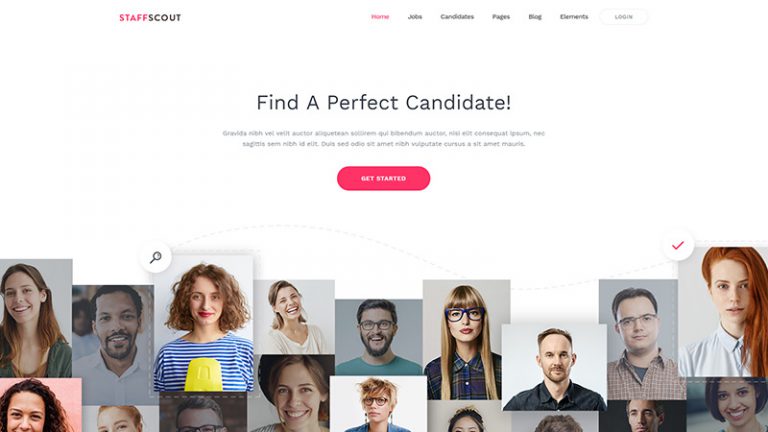 STAFFSCOUT
Home Jobs Candidates Pages Blog Elements LOGIN
Find A Perfect Candidate!
Gravida nibh vel velit auctor aliquetean sollirem qui bibendum auctor, nisi elit consequat ipsum, nec
sagittis sem nibh id elit. Duis sed odio sit amet nibh vulputate cursus a sit amet mauris.
GET STARTED